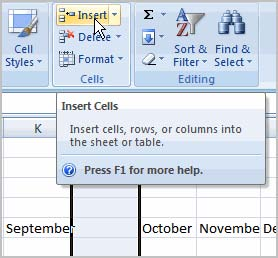 Insert
Cell Styles
Delete
Format
Σ
Sort & Filter
Find & Select
Cells
Editing
Insert Cells
K
Insert cells, rows, or columns into
the sheet or table.
Press F1 for more help.
September October Novembe De